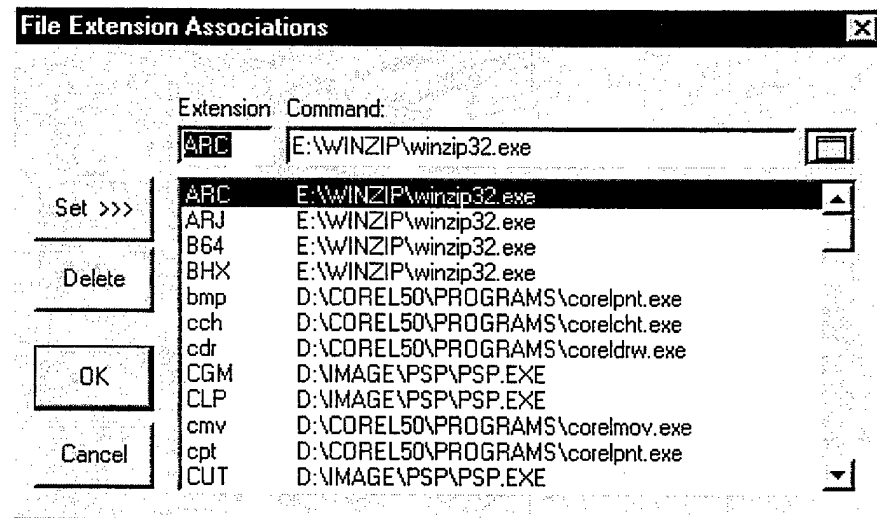 File Extension Associations
Extension Command:
ARC E:\WINZIP\winzip32.exe
Set >>>
Delete
OK
Cancel
ARC E:\WINZIP\winzip32.exe
ARJ E:\WINZIP\winzip32.exe
B64 E:\WINZIP\winzip32.exe
BHX E:\WINZIP\winzip32.exe
bmp D:\COREL50\PROGRAMS\corelpnt.exe
cch D:\COREL50\PROGRAMS\corelcht.exe
cdr D:\COREL50\PROGRAMS\coreldrw.exe
CGM D:\IMAGE\PSP\PSP.EXE
CLP D:\IMAGE\PSP\PSP.EXE
cmv D:\COREL50\PROGRAMS\corelmov.exe
cpt D:\COREL50\PROGRAMS\corelpnt.exe
CUT D:\IMAGE\PSP\PSP.EXE